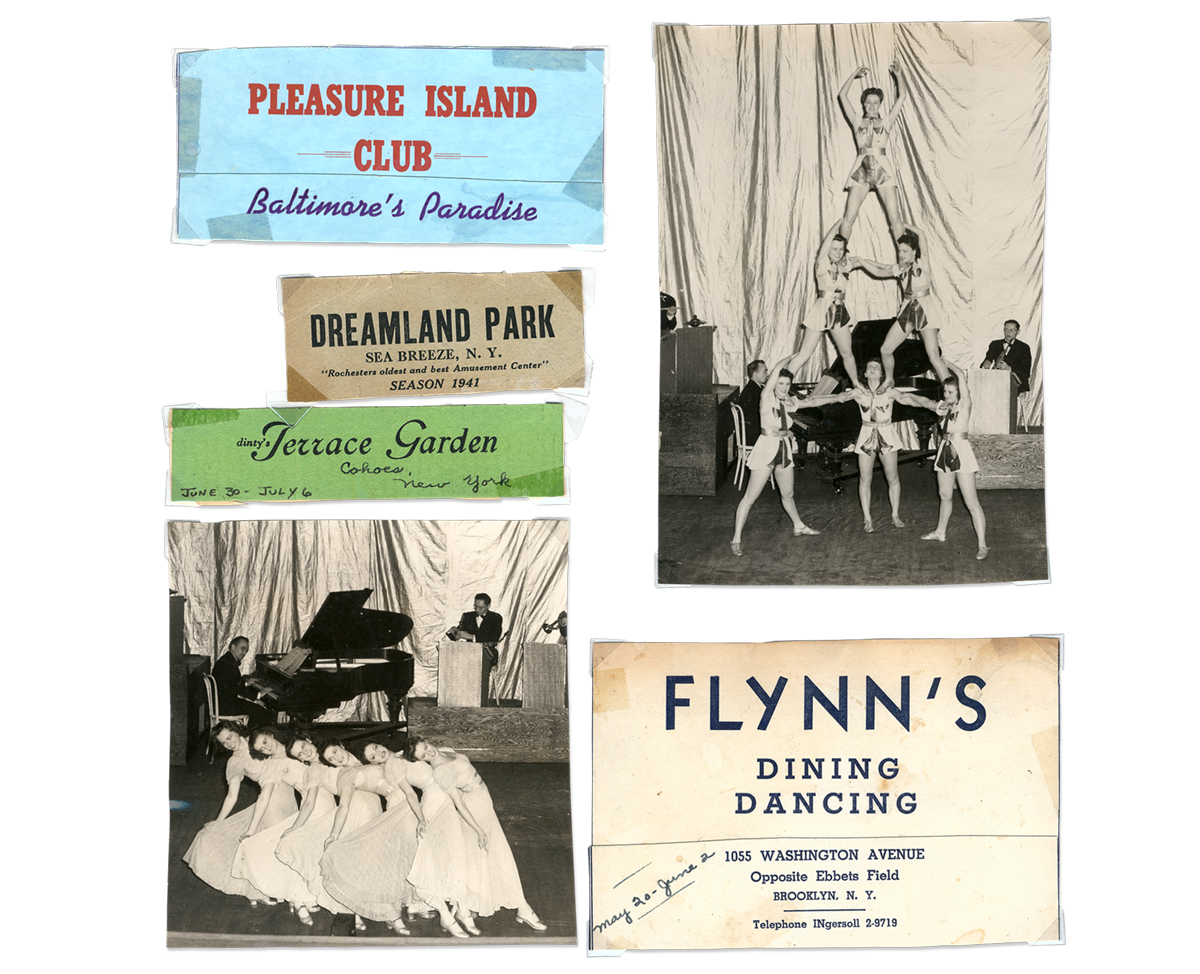 PLEASURE ISLAND
CLUB
Baltimore's Paradise
DREAMLAND PARK
SEA BREEZE, N. Y.
"Rochesters oldest and best Amusement Center"
SEASON 1941
dinty's Terrace Garden
Cohoes,
New York
JUNE 30 - JULY 6
FLYNN'S
DINING
DANCING
1055 WASHINGTON AVENUE
Opposite Ebbets Field
BROOKLYN, N. Y.
Telephone INgersoll 2-9719
May 20 - June 2